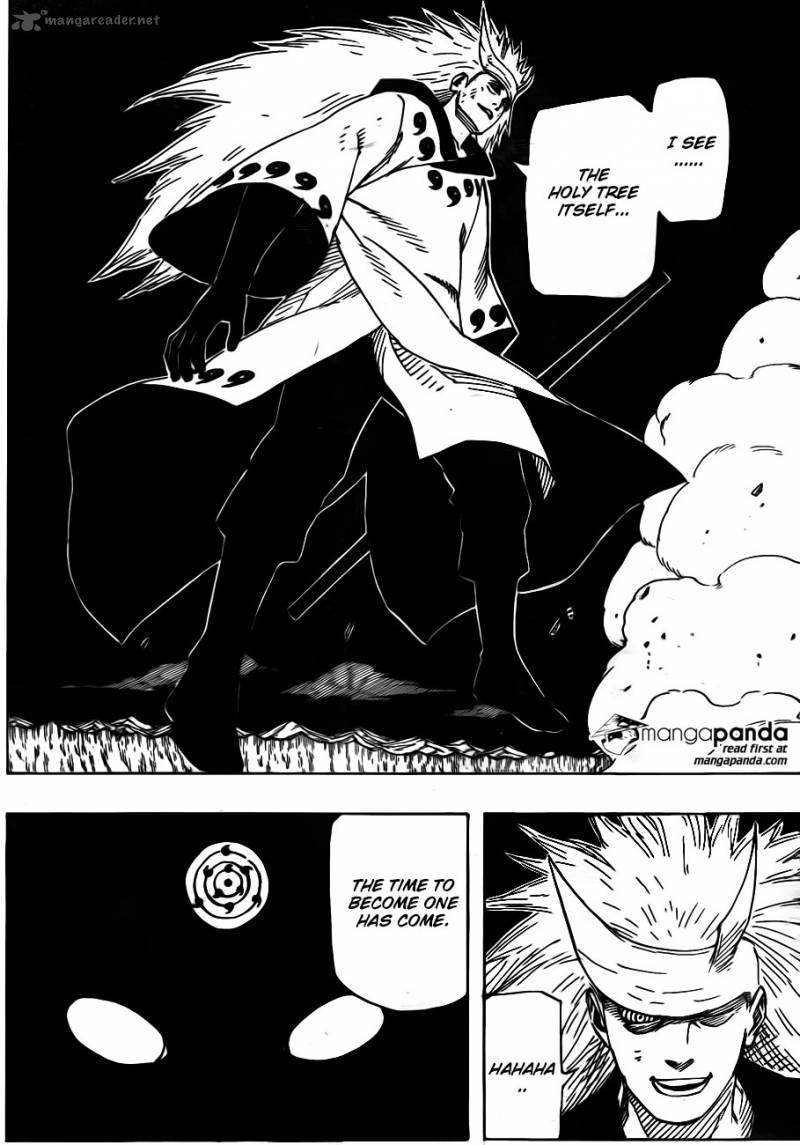 mangareader.net
I SEE
......
THE
HOLY TREE
ITSELF...
mangapanda
read first at
mangapanda.com
THE TIME TO
BECOME ONE
HAS COME.
HAHAHA
..